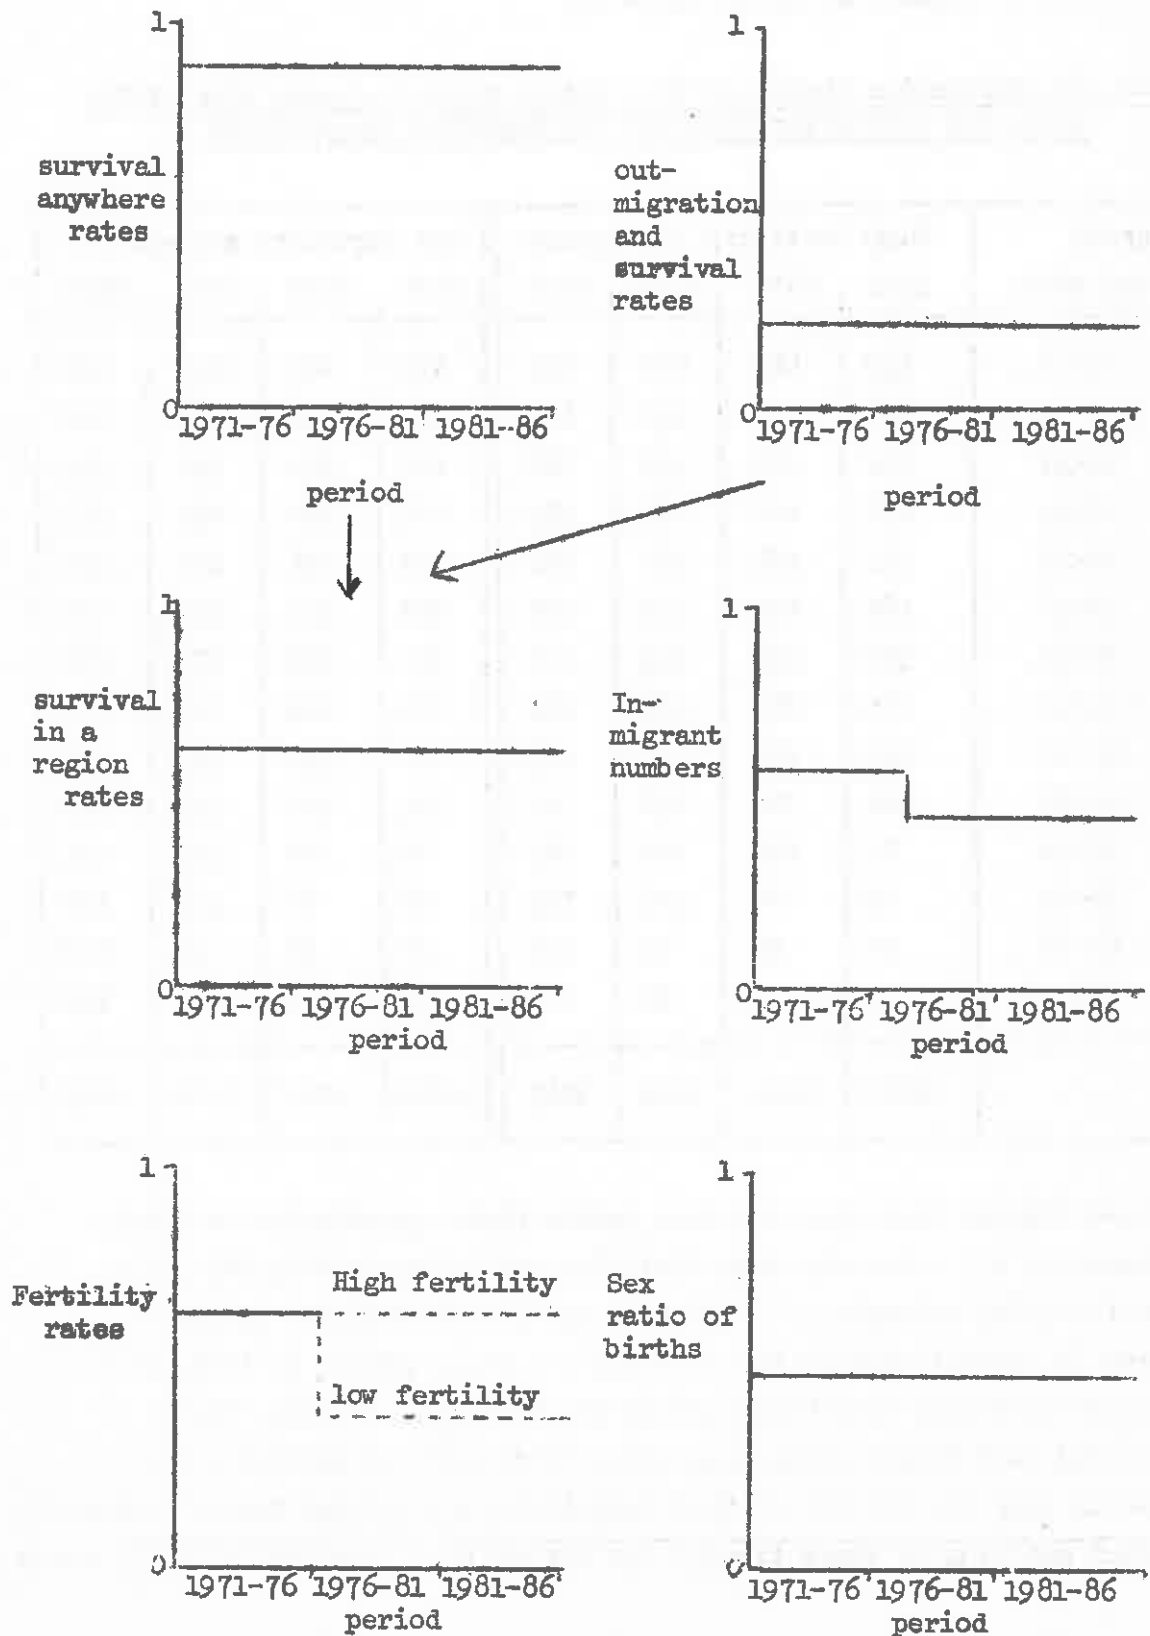 1
survival
anywhere
rates
0
1971-76 1976-81 1981-86
period
1
out-
migration
and
survival
rates
0
1971-76 1976-81 1981-86
period
1
survival
in a
region
rates
0
1971-76 1976-81 1981-86
period
1
In-
migrant
numbers
0
1971-76 1976-81 1981-86
period
1
High fertility
Fertility
rates
low fertility
0
1971-76 1976-81 1981-86
period
1
Sex
ratio of
births
0
1971-76 1976-81 1981-86
period